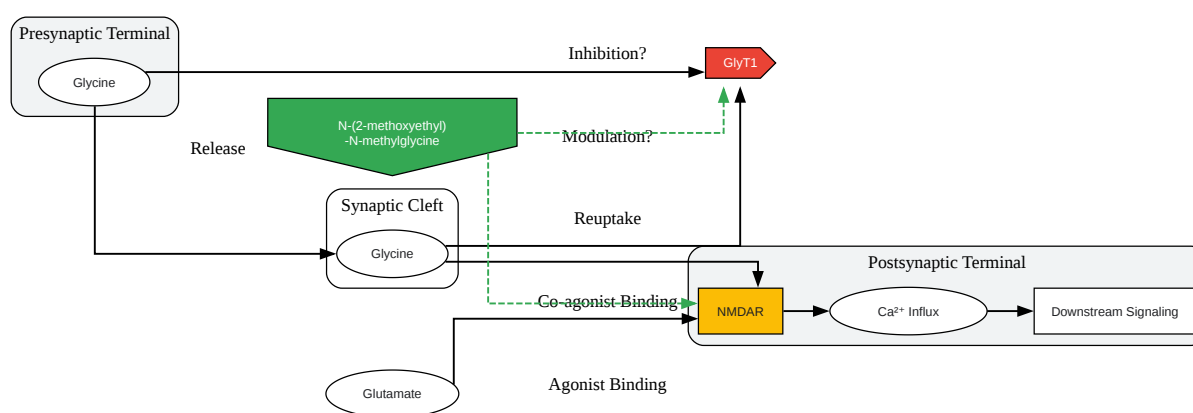 Presynaptic Terminal
Glycine
Inhibition?
GlyT1
N-(2-methoxyethyl)
-N-methylglycine
Modulation?
Release
Synaptic Cleft
Glycine
Reuptake
Postsynaptic Terminal
Co-agonist Binding
NMDAR
Ca²⁺ Influx
Downstream Signaling
Glutamate
Agonist Binding